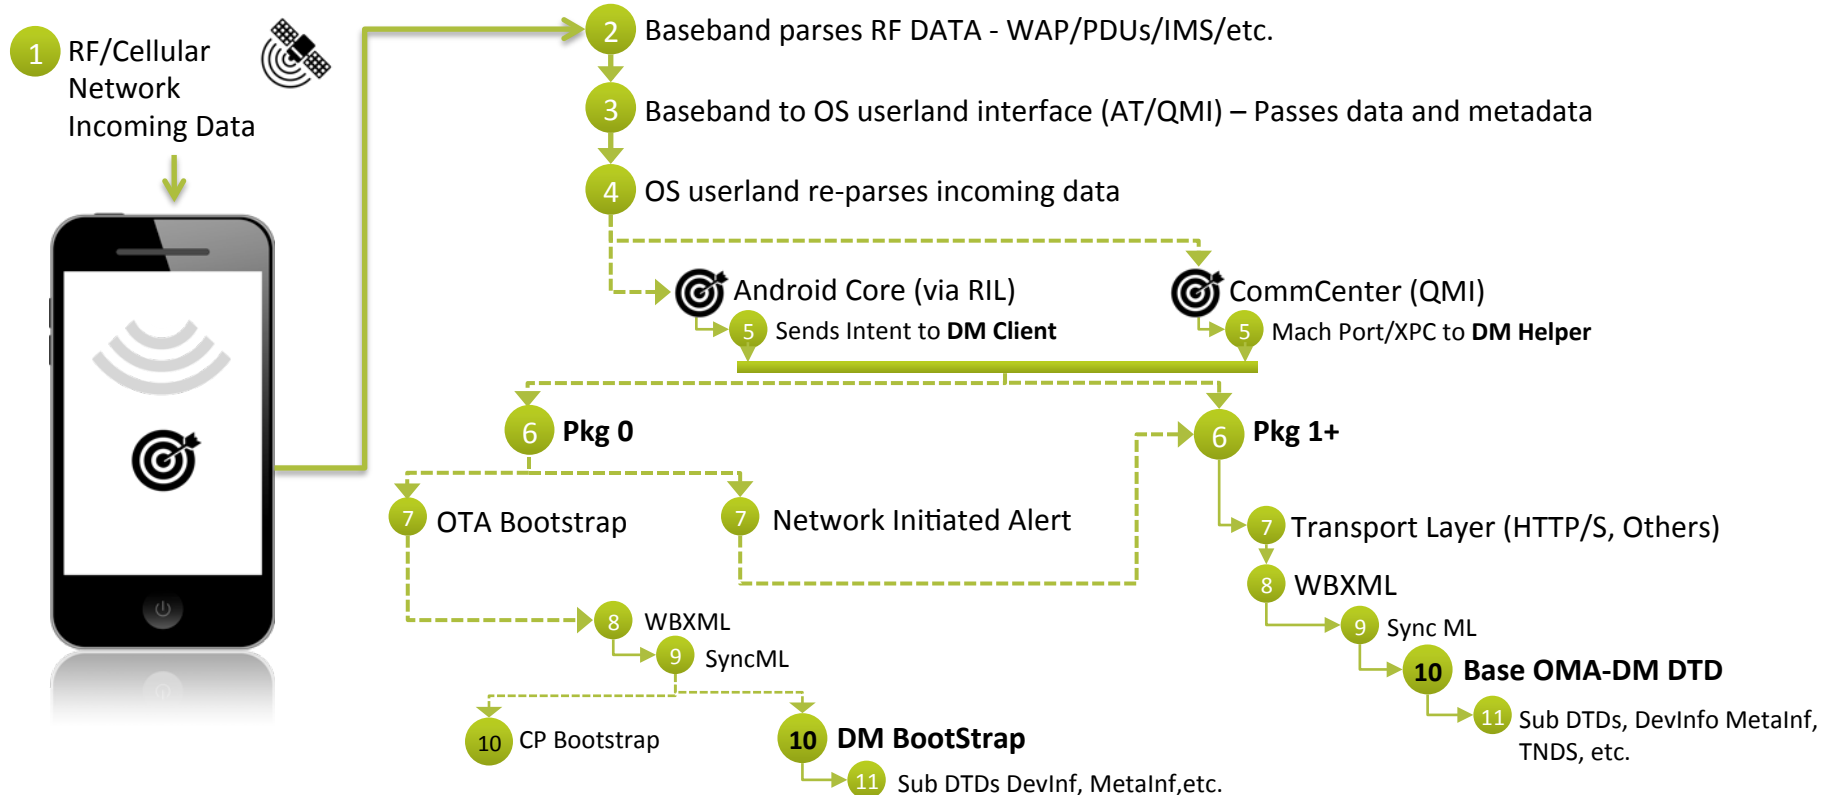 1 RF/Cellular
Network
Incoming Data
2 Baseband parses RF DATA - WAP/PDUs/IMS/etc.
3 Baseband to OS userland interface (AT/QMI) – Passes data and metadata
4 OS userland re-parses incoming data
Android Core (via RIL)
5 Sends Intent to DM Client
CommCenter (QMI)
5 Mach Port/XPC to DM Helper
6 Pkg 0
6 Pkg 1+
7 OTA Bootstrap
7 Network Initiated Alert
7 Transport Layer (HTTP/S, Others)
8 WBXML
9 Sync ML
10 Base OMA-DM DTD
11 Sub DTDs, DevInfo MetaInf,
TNDS, etc.
8 WBXML
9 SyncML
10 CP Bootstrap
10 DM BootStrap
11 Sub DTDs DevInf, MetaInf,etc.